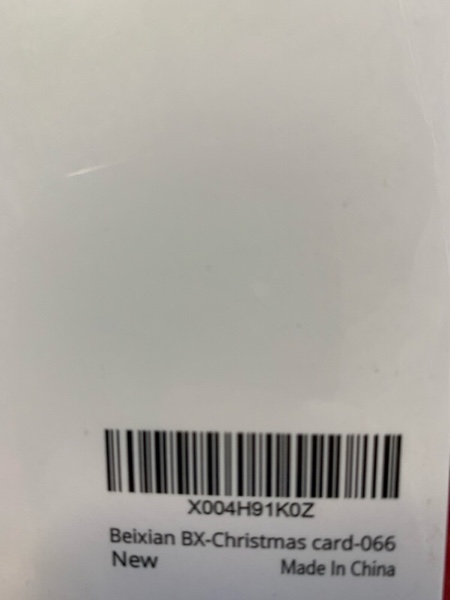 X004H91K0Z
Beixian BX-Christmas card-066
New
Made In China